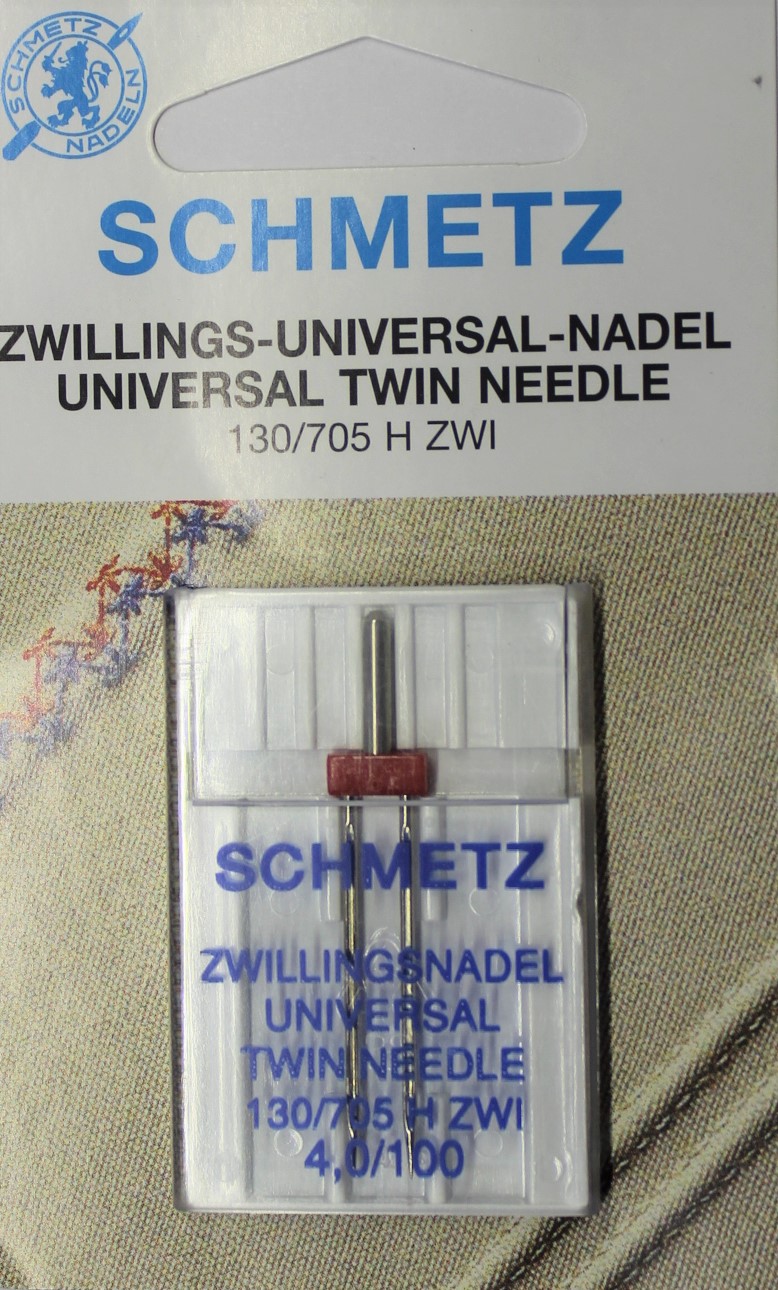 SCHMETZ
NADELN
SCHMETZ
ZWILLINGS-UNIVERSAL-NADEL
UNIVERSAL TWIN NEEDLE
130/705 H ZWI
SCHMETZ
ZWILLINGSNADEL
UNIVERSAL
TWIN NEEDLE
130/705 H ZWI
4,0/100